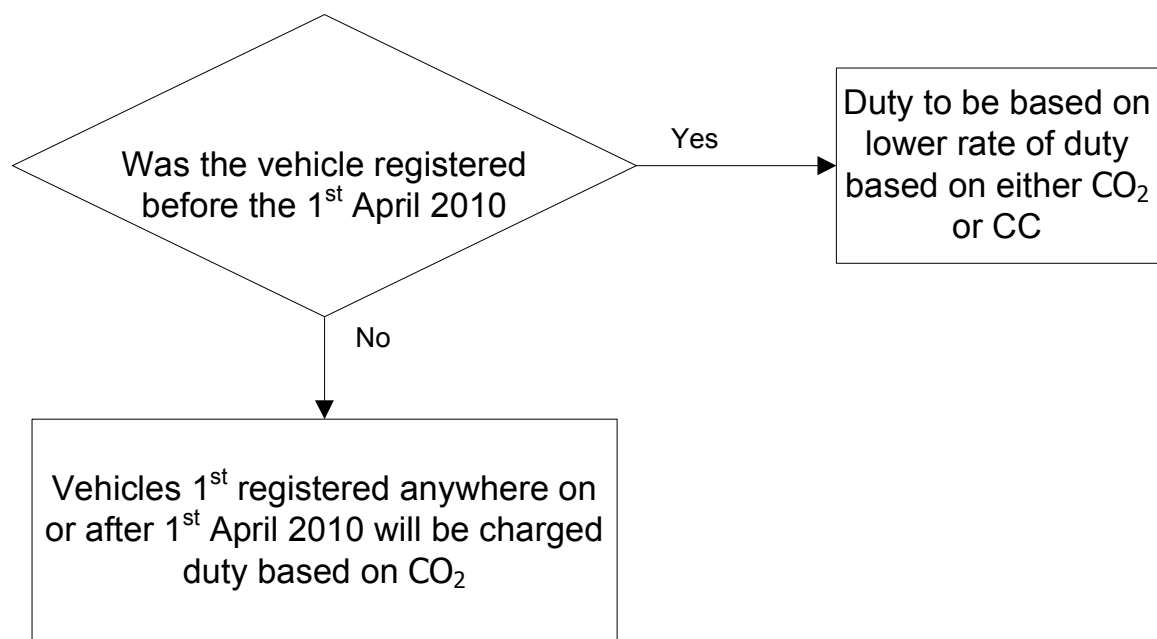 Was the vehicle registered
before the 1st April 2010
Yes
Duty to be based on
lower rate of duty
based on either CO₂
or CC
No
Vehicles 1st registered anywhere on
or after 1st April 2010 will be charged
duty based on CO₂